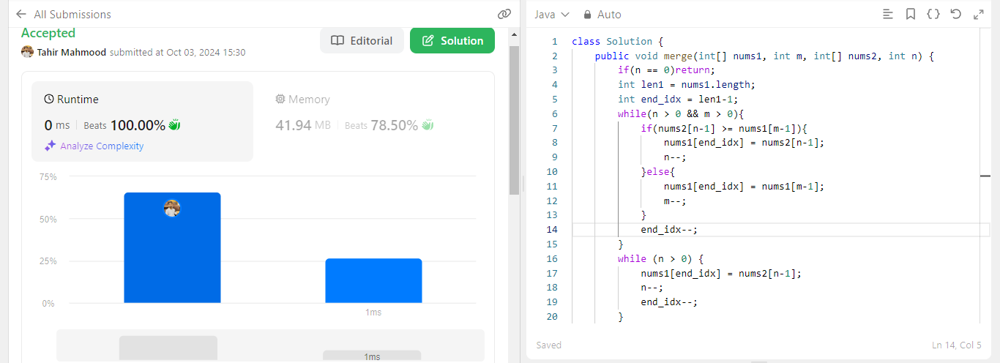 All Submissions
Accepted
Tahir Mahmood submitted at Oct 03, 2024 15:30
Editorial
Solution
Runtime
0 ms Beats 100.00%
Analyze Complexity
Memory
41.94 MB Beats 78.50%
75%
50%
25%
0%
1ms
1ms
Java Auto
1 class Solution {
2 public void merge(int[] nums1, int m, int[] nums2, int n) {
3 if(n == 0)return;
4 int len1 = nums1.length;
5 int end_idx = len1-1;
6 while(n > 0 && m > 0){
7 if(nums2[n-1] >= nums1[m-1]){
8 nums1[end_idx] = nums2[n-1];
9 n--;
10 }else{
11 nums1[end_idx] = nums1[m-1];
12 m--;
13 }
14 end_idx--;
15 }
16 while (n > 0) {
17 nums1[end_idx] = nums2[n-1];
18 n--;
19 end_idx--;
20 }
Saved
Ln 14, Col 5